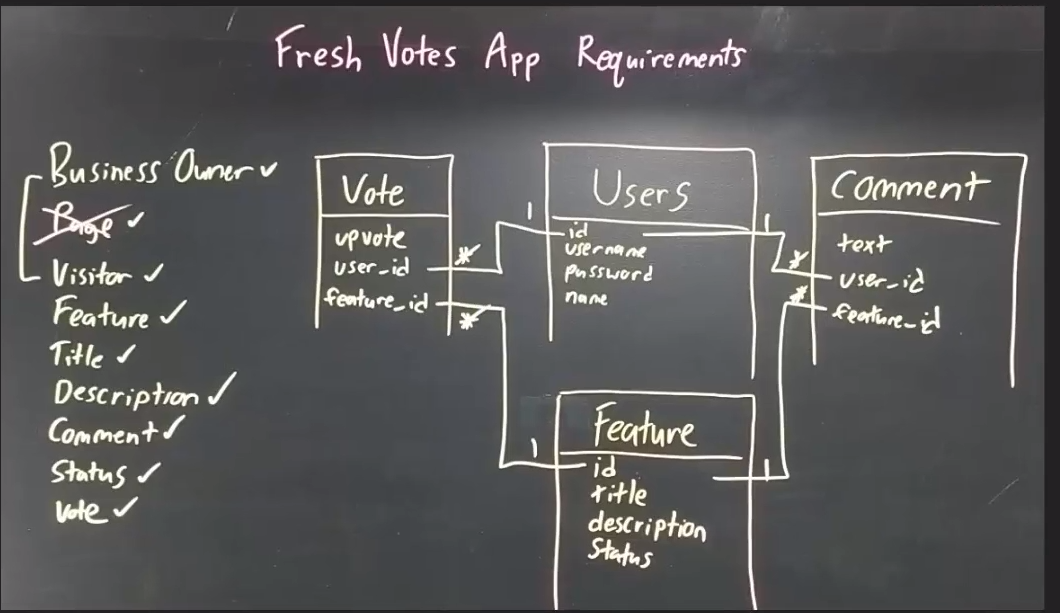 Fresh Votes App Requirements
Business Owner ✓
Page ✓
Visitor ✓
Feature ✓
Title ✓
Description ✓
Comment ✓
Status ✓
Vote ✓
Vote
upvote
user_id *
feature_id *
1 Users 1
id
username
password
name
Comment
text
* user_id
* feature_id
Feature
1 id 1
title
description
Status